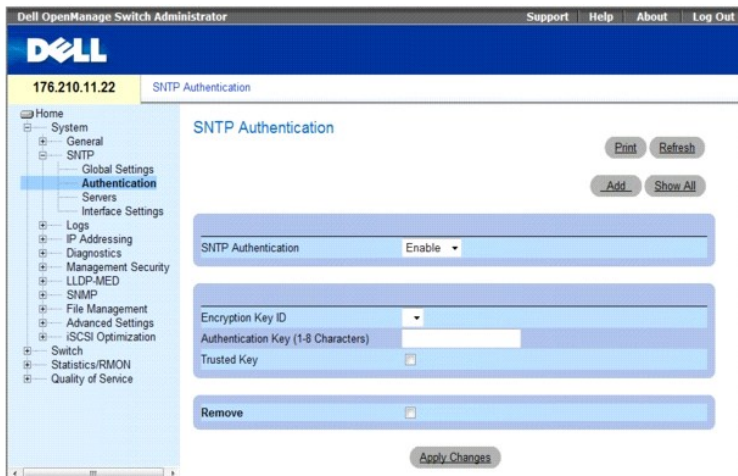 Dell OpenManage Switch Administrator
Support Help About Log Out
DELL
176.210.11.22
SNTP Authentication
Home
System
General
SNTP
Global Settings
Authentication
Servers
Interface Settings
Logs
IP Addressing
Diagnostics
Management Security
LLDP-MED
SNMP
File Management
Advanced Settings
iSCSI Optimization
Switch
Statistics/RMON
Quality of Service
SNTP Authentication
Print Refresh
Add Show All
SNTP Authentication Enable
Encryption Key ID
Authentication Key (1-8 Characters)
Trusted Key
Remove
Apply Changes